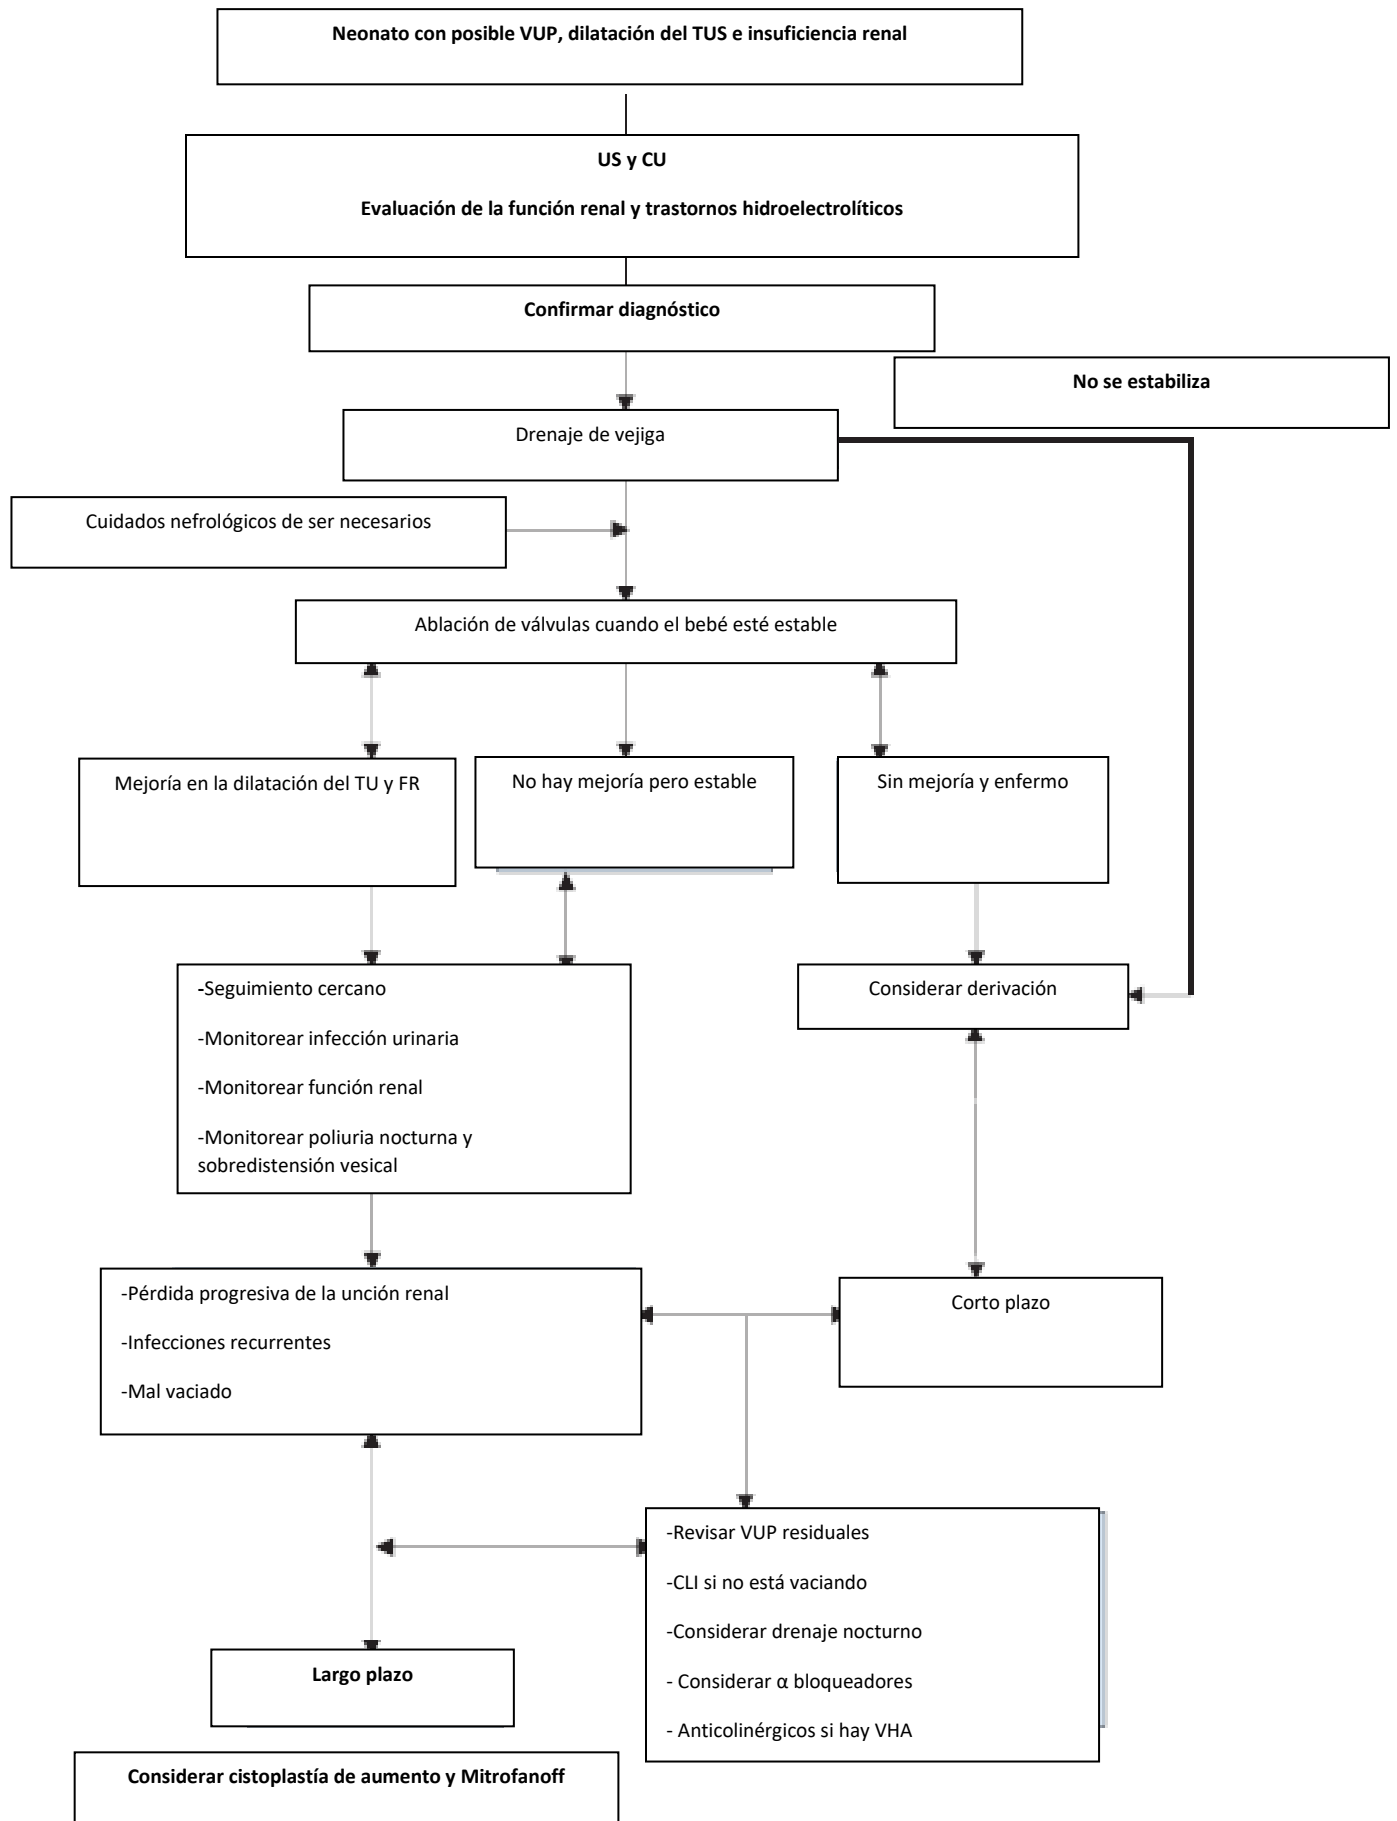 Neonato con posible VUP, dilatación del TUS e insuficiencia renal
US y CU
Evaluación de la función renal y trastornos hidroelectrolíticos
Confirmar diagnóstico
No se estabiliza
Drenaje de vejiga
Cuidados nefrológicos de ser necesarios
Ablación de válvulas cuando el bebé esté estable
Mejoría en la dilatación del TU y FR
No hay mejoría pero estable
Sin mejoría y enfermo
-Seguimiento cercano
-Monitorear infección urinaria
-Monitorear función renal
-Monitorear poliuria nocturna y
sobredistensión vesical
Considerar derivación
-Pérdida progresiva de la unción renal
-Infecciones recurrentes
-Mal vaciado
Corto plazo
-Revisar VUP residuales
-CLI si no está vaciando
-Considerar drenaje nocturno
- Considerar α bloqueadores
- Anticolinérgicos si hay VHA
Largo plazo
Considerar cistoplastía de aumento y Mitrofanoff